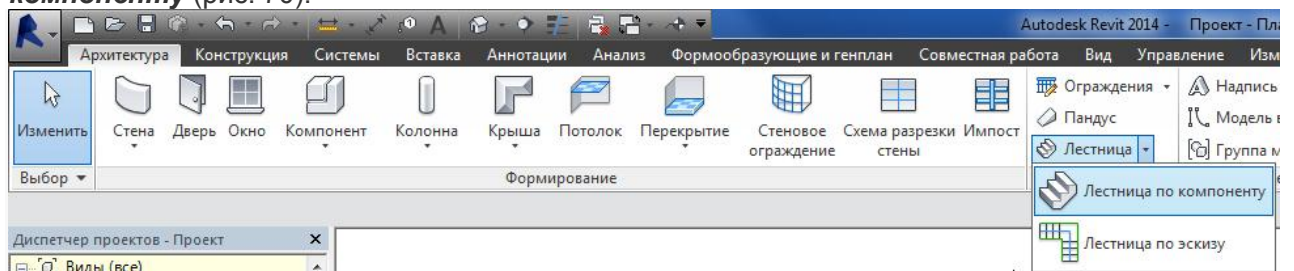 компоненту (рис. 70).
Autodesk Revit 2014 - Проект - Пла
Архитектура Конструкция Системы Вставка Аннотации Анализ Формообразующие и генплан Совместная работа Вид Управление Изм
Ограждения Надпись
Пандус Модель в
Изменить Стена Дверь Окно Компонент Колонна Крыша Потолок Перекрытие Стеновое ограждение Схема разрезки стены Импост
Лестница Группа м
Выбор Формирование
Лестница по компоненту
Диспетчер проектов - Проект
Лестница по эскизу
Виды (все)